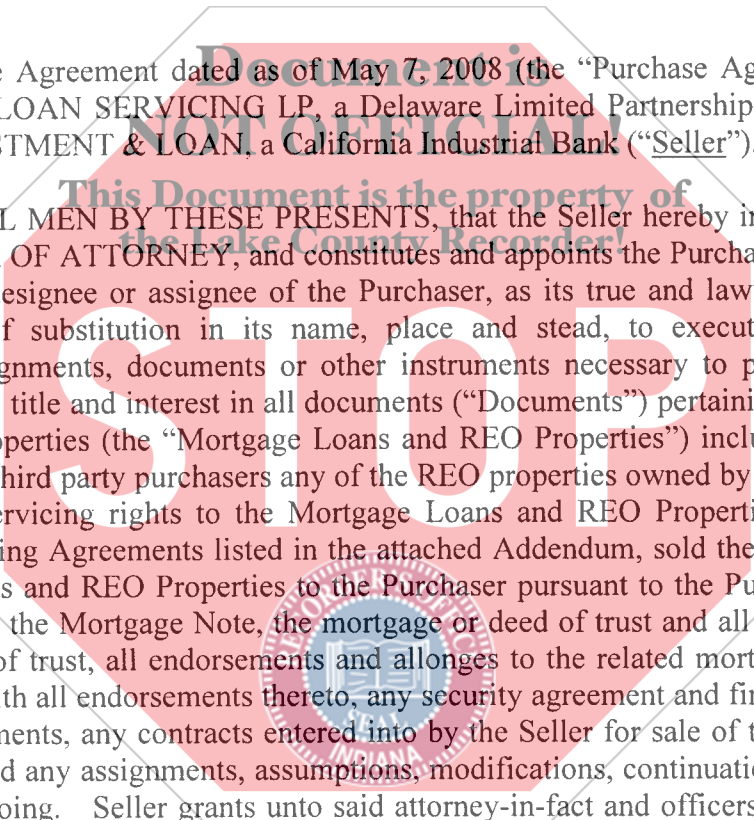 Document is
e Agreement dated as of May 7, 2008 (the “Purchase Ag
LOAN SERVICING LP, a Delaware Limited Partnership
NOT OFFICIAL!
STMENT & LOAN, a California Industrial Bank (“Seller”).
This Document is the property of
L MEN BY THESE PRESENTS, that the Seller hereby i
the Lake County Recorder!
OF ATTORNEY, and constitutes and appoints the Purcha
esignee or assignee of the Purchaser, as its true and law
f substitution in its name, place and stead, to execut
gnments, documents or other instruments necessary to p
title and interest in all documents (“Documents”) pertaini
operties (the “Mortgage Loans and REO Properties”) incl
hird party purchasers any of the REO properties owned by
STOP
ervicing rights to the Mortgage Loans and REO Properti
ing Agreements listed in the attached Addendum, sold the
s and REO Properties to the Purchaser pursuant to the Pu
the Mortgage Note, the mortgage or deed of trust and all
of trust, all endorsements and allonges to the related mort
ith all endorsements thereto, any security agreement and fin
ments, any contracts entered into by the Seller for sale of t
d any assignments, assumptions, modifications, continuati
oing. Seller grants unto said attorney-in-fact and officers
RECORDER'S OFFICE
SEAL
INDIANA